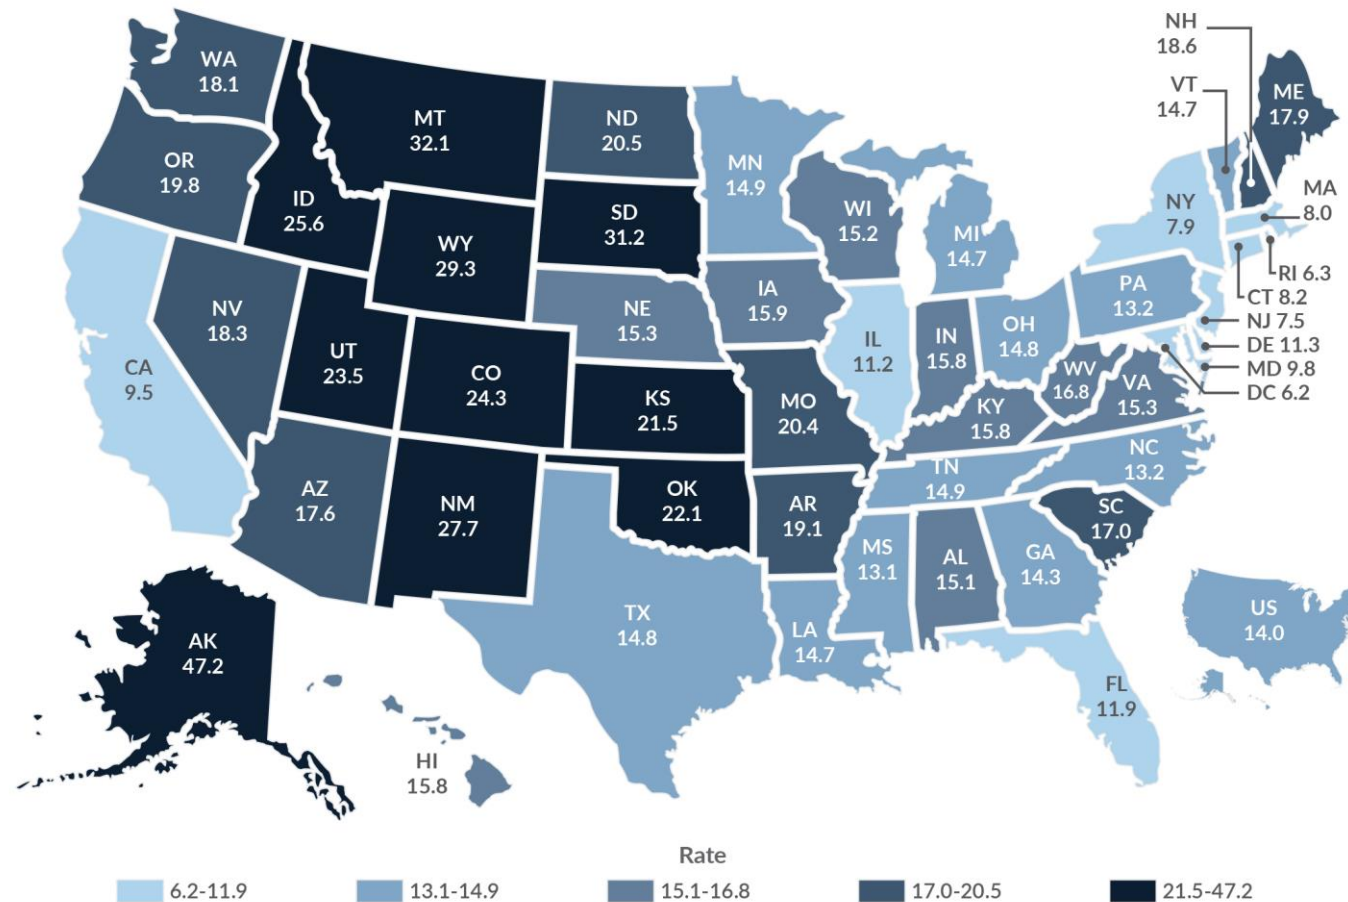 NH
18.6
VT
14.7
ME
17.9
WA
18.1
MT
32.1
ND
20.5
MN
14.9
OR
19.8
ID
25.6
SD
31.2
WI
15.2
MI
14.7
NY
7.9
MA
8.0
WY
29.3
RI 6.3
CT 8.2
NJ 7.5
DE 11.3
MD 9.8
DC 6.2
PA
13.2
NV
18.3
NE
15.3
IA
15.9
IL
11.2
IN
15.8
OH
14.8
WV
16.8
VA
15.3
CA
9.5
UT
23.5
CO
24.3
KS
21.5
MO
20.4
KY
15.8
NC
13.2
TN
14.9
AZ
17.6
NM
27.7
OK
22.1
AR
19.1
SC
17.0
MS
13.1
AL
15.1
GA
14.3
TX
14.8
LA
14.7
US
14.0
AK
47.2
FL
11.9
HI
15.8
Rate
6.2-11.9
13.1-14.9
15.1-16.8
17.0-20.5
21.5-47.2